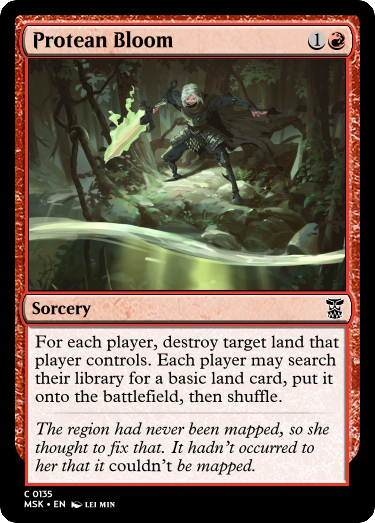 Protean Bloom 1
Sorcery
For each player, destroy target land that
player controls. Each player may search
their library for a basic land card, put it
onto the battlefield, then shuffle.
The region had never been mapped, so she
thought to fix that. It hadn't occurred to
her that it couldn't be mapped.
C 0135
MSK • EN LEI MIN